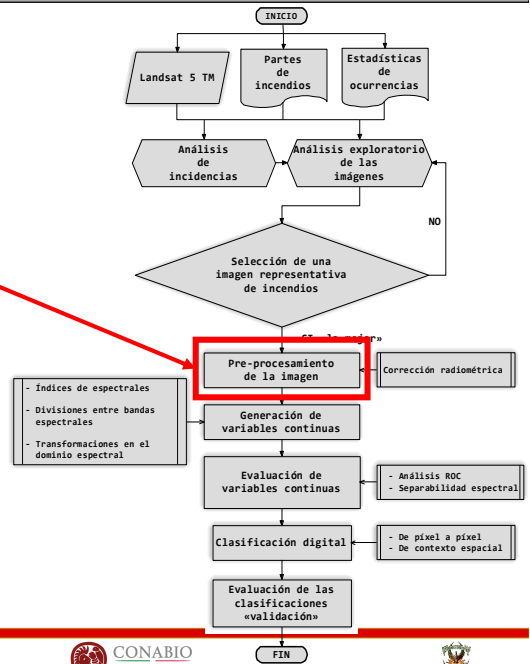 INICIO
Landsat 5 TM
Partes
de
incendios
Estadísticas
de
ocurrencias
Análisis
de
incidencias
Análisis exploratorio
de las
imágenes
NO
Selección de una
imagen representativa
de incendios
mejor»
Pre-procesamiento
de la imagen
Corrección radiométrica
- Índices de espectrales
- Divisiones entre bandas
espectrales
- Transformaciones en el
dominio espectral
Generación de
variables continuas
Evaluación de
variables continuas
- Análisis ROC
- Separabilidad espectral
Clasificación digital
- De píxel a píxel
- De contexto espacial
Evaluación de las
clasificaciones
«validación»
FIN
CONABIO